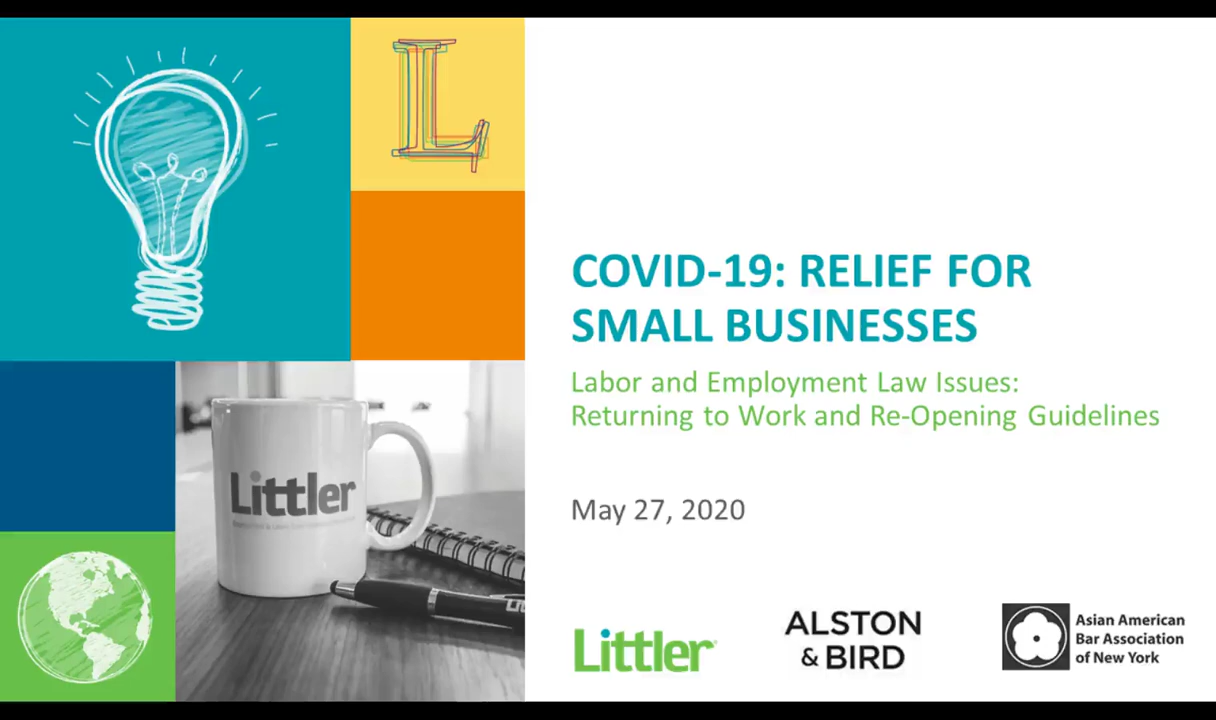 L
COVID-19: RELIEF FOR
SMALL BUSINESSES
Labor and Employment Law Issues:
Returning to Work and Re-Opening Guidelines
May 27, 2020
Littler
Littler
ALSTON
& BIRD
Asian American
Bar Association
of New York